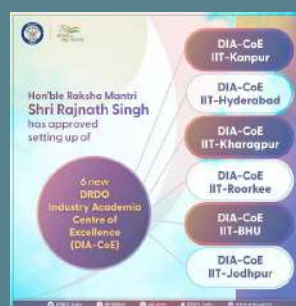 Hon'ble Raksha Mantri
Shri Rajnath Singh
has approved
setting up of
6 new
DRDO
Industry Academia
Centre of
Excellence
(DIA-CoE)
DIA-CoE
IIT-Kanpur
DIA-CoE
IIT-Hyderabad
DIA-CoE
IIT-Kharagpur
DIA-CoE
IIT-Roorkee
DIA-CoE
IIT-BHU
DIA-CoE
IIT-Jodhpur